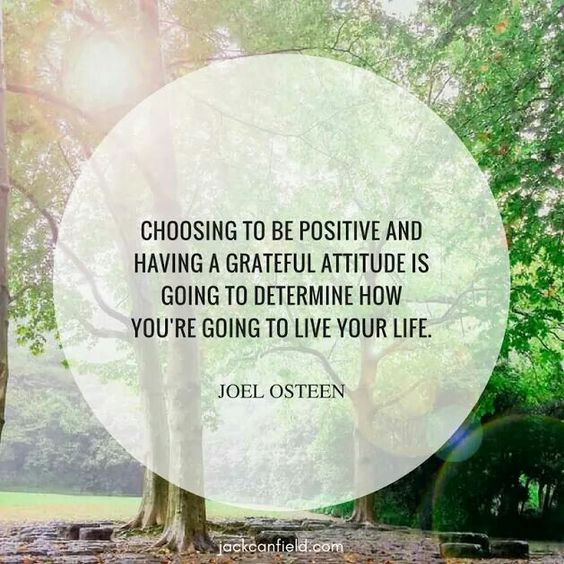 CHOOSING TO BE POSITIVE AND
HAVING A GRATEFUL ATTITUDE IS
GOING TO DETERMINE HOW
YOU'RE GOING TO LIVE YOUR LIFE.
JOEL OSTEEN
jackcanfield.com